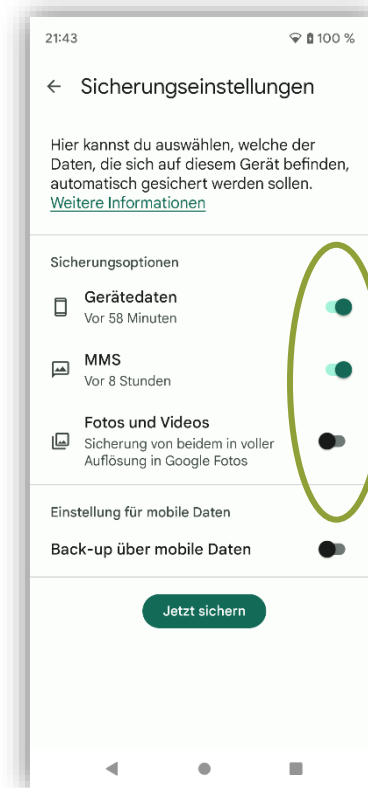 21:43 100 %
Sicherungseinstellungen
Hier kannst du auswählen, welche der
Daten, die sich auf diesem Gerät befinden,
automatisch gesichert werden sollen.
Weitere Informationen
Sicherungsoptionen
Gerätedaten
Vor 58 Minuten
MMS
Vor 8 Stunden
Fotos und Videos
Sicherung von beidem in voller
Auflösung in Google Fotos
Einstellung für mobile Daten
Back-up über mobile Daten
Jetzt sichern